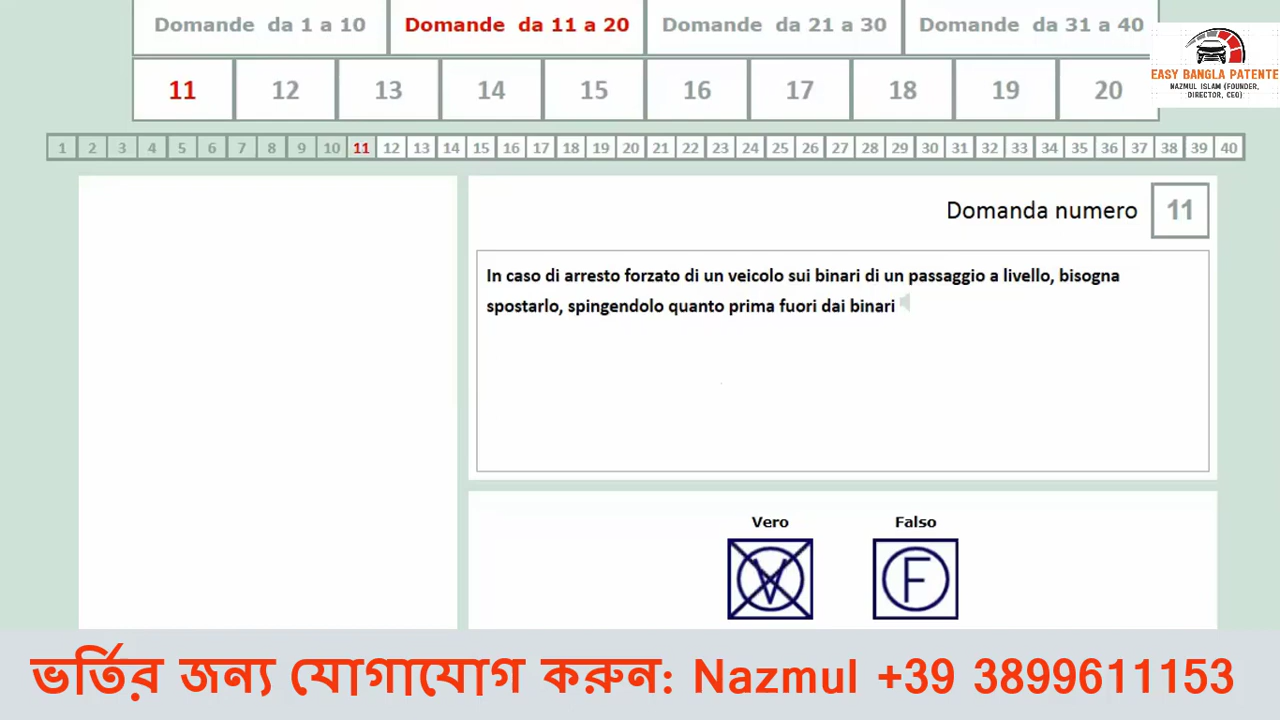 Domande da 1 a 10
Domande da 11 a 20
Domande da 21 a 30
Domande da 31 a 40
11 12 13 14 15 16 17 18 19 20
EASY BANGLA PATENTE
NAZMUL ISLAM (FOUNDER,
DIRECTOR, CEO)
1 2 3 4 5 6 7 8 9 10 11 12 13 14 15 16 17 18 19 20 21 22 23 24 25 26 27 28 29 30 31 32 33 34 35 36 37 38 39 40
Domanda numero 11
In caso di arresto forzato di un veicolo sui binari di un passaggio a livello, bisogna
spostarlo, spingendolo quanto prima fuori dai binari
Vero Falso
V F
ভর্তির জন্য যোগাযোগ করুন: Nazmul +39 3899611153